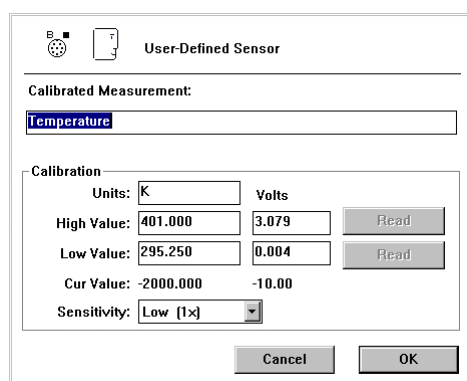 B
User-Defined Sensor
Calibrated Measurement:
Temperature
Calibration
Units: K Volts
High Value: 401.000 3.079 Read
Low Value: 295.250 0.004 Read
Cur Value: -2000.000 -10.00
Sensitivity: Low (1x)
Cancel OK